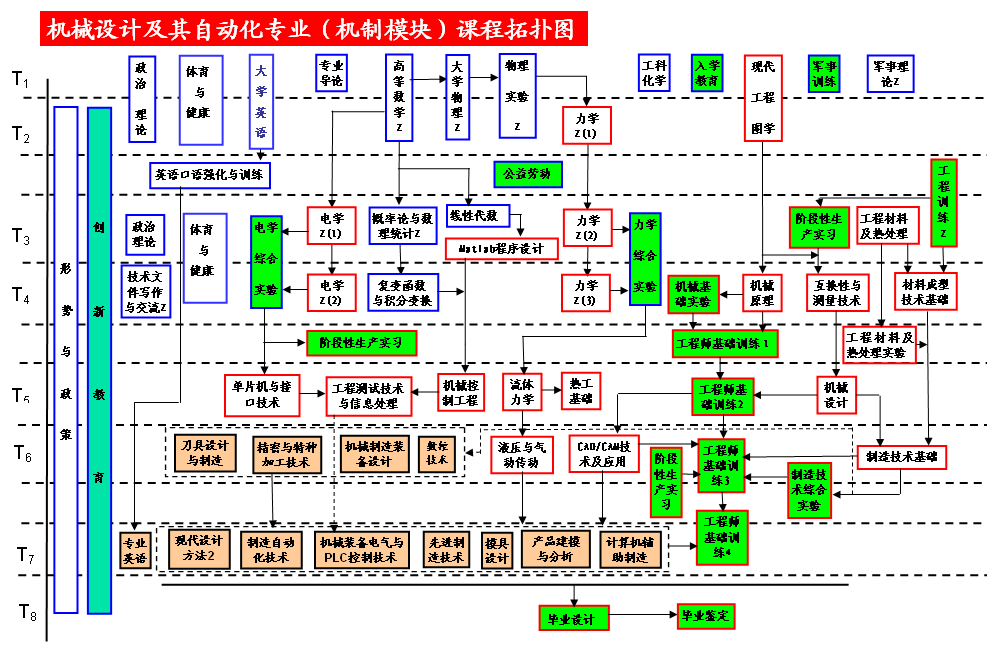 机械设计及其自动化专业（机制模块）课程拓扑图
T1
政治理论
体育与健康
大学英语
专业
导论
高等数学Z
大学物理Z
物理实验Z
工科
化学
入学
教育
现代工程图学
军事
训练
军事理
论Z
T2
力学
Z(1)
英语口语强化与训练
公益劳动
工程训练Z
T3
政治
理论
体育与健康
电学综合实验
电学
Z(1)
概率论与数
理统计Z
线性代数
Matlab程序设计
力学
Z(2)
力学综合实验
阶段性生
产实习
工程材料
及热处理
T4
技术文
件写作
与交流Z
电学
Z(2)
复变函数
与积分变换
力学
Z(3)
机械基
础实验
机械
原理
互换性与
测量技术
材料成型
技术基础
形势与政策
创新教育
阶段性生产实习
工程师基础训练1
工程材料及
热处理实验
T5
单片机与接
口技术
工程测试技术
与信息处理
机械控
制工程
流体
力学
热工
基础
工程师基
础训练2
机械
设计
T6
刀具设计
与制造
精密与特种
加工技术
机械制造装
备设计
数控
技术
液压与气
动传动
CAD/CAM技
术及应用
阶段
性生
产实
习
工程师
基础训
练3
制造技
术综合
实验
制造技术基础
T7
专业
英语
现代设计
方法2
制造自动
化技术
机械装备电气与
PLC控制技术
先进制
造技术
模具
设计
产品建模
与分析
计算机辅
助制造
工程师
基础训
练4
T8
毕业设计
毕业鉴定